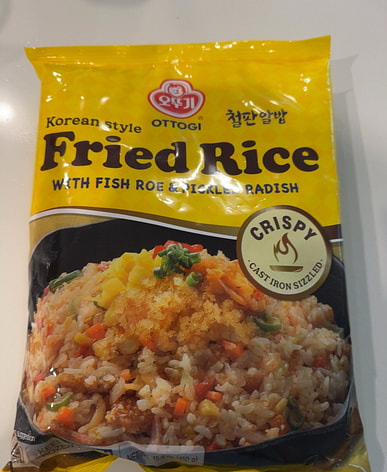 오뚜기
OTTOGI
철판알밥
Korean style
Fried Rice
WITH FISH ROE & PICKLED RADISH
CRISPY
· CAST IRON SIZZLED ·